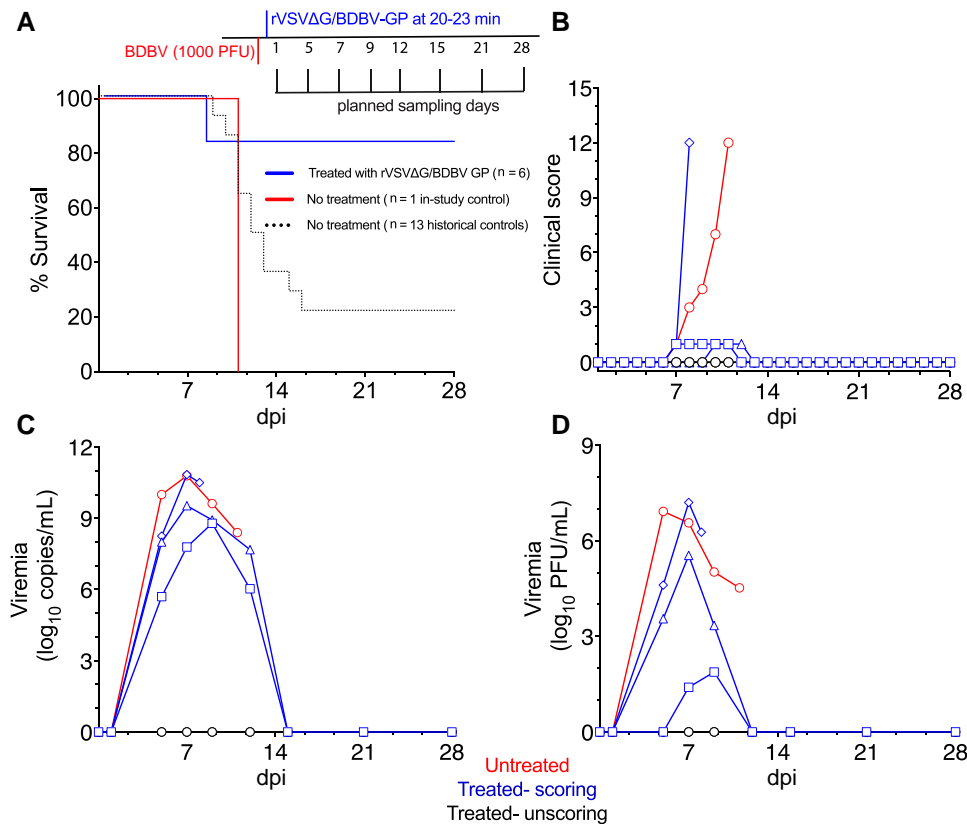 A
rVSVΔG/BDBV-GP at 20-23 min
BDBV (1000 PFU)
1 5 7 9 12 15 21 28
planned sampling days
% Survival
100
80
60
40
20
0
7 14 21 28
dpi
Treated with rVSVΔG/BDBV GP (n = 6)
No treatment (n = 1 in-study control)
No treatment (n = 13 historical controls)
B
Clinical score
15
12
9
6
3
0
7 14 21 28
dpi
C
Viremia
(log10 copies/mL)
12
9
6
3
0
7 14 21 28
dpi
D
Viremia
(log10 PFU/mL)
9
6
3
0
7 14 21 28
dpi
Untreated
Treated- scoring
Treated- unscoring